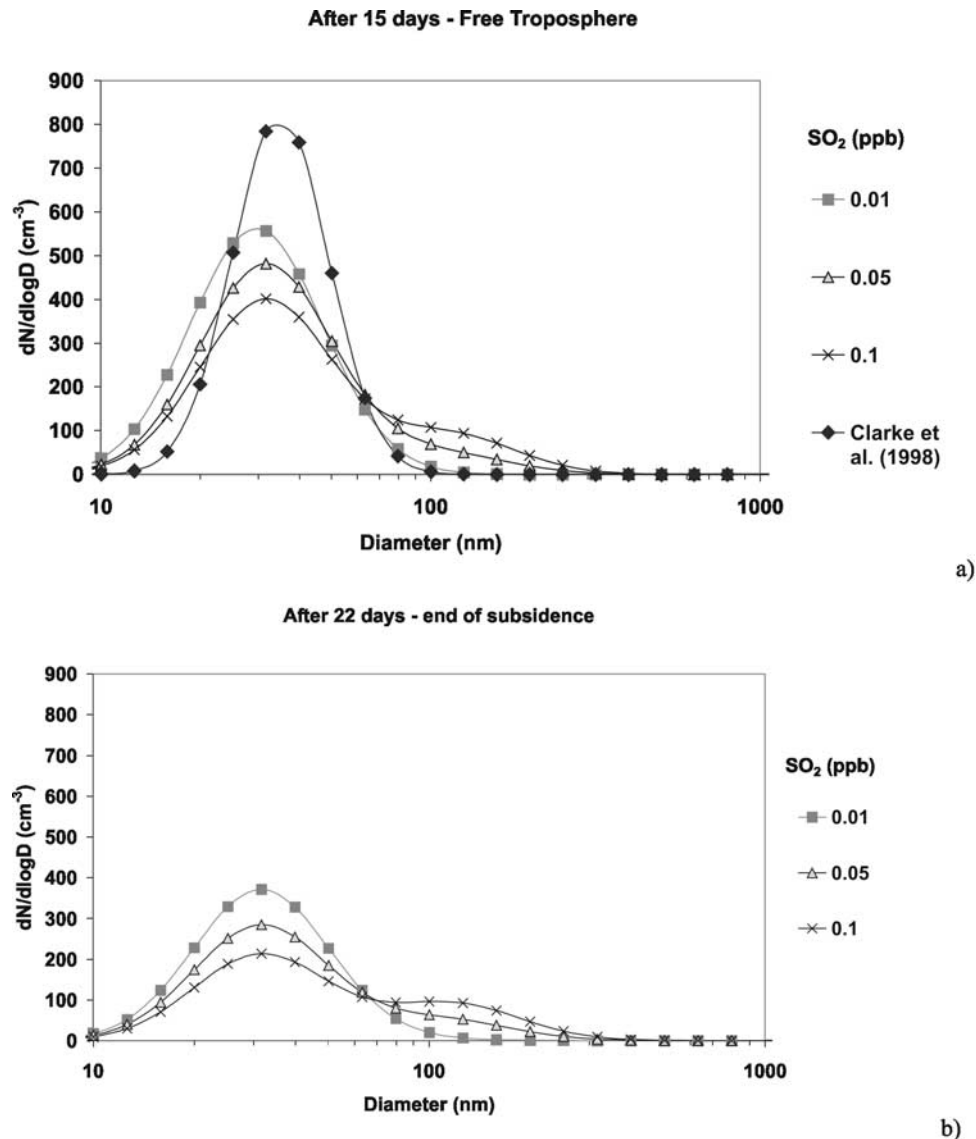 After 15 days - Free Troposphere
900
800
700
600
500
400
300
200
100
0
dN/dlogD (cm⁻³)
10
100
1000
Diameter (nm)
SO₂ (ppb)
0.01
0.05
0.1
Clarke et
al. (1998)
a)
After 22 days - end of subsidence
900
800
700
600
500
400
300
200
100
0
dN/dlogD (cm⁻³)
10
100
1000
Diameter (nm)
SO₂ (ppb)
0.01
0.05
0.1
b)